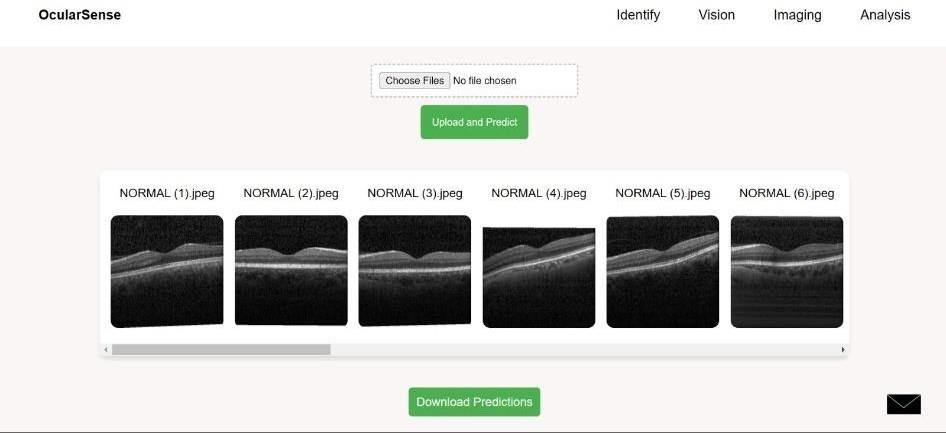 OcularSense Identify Vision Imaging Analysis
Choose Files No file chosen
Upload and Predict
NORMAL (1).jpeg NORMAL (2).jpeg NORMAL (3).jpeg NORMAL (4).jpeg NORMAL (5).jpeg NORMAL (6).jpeg
Download Predictions